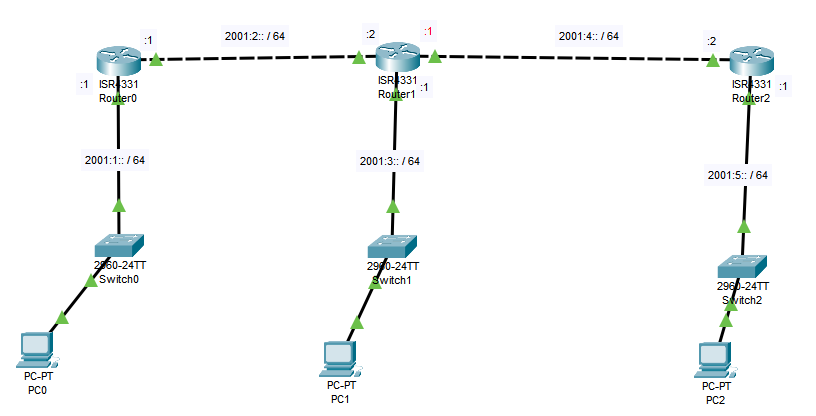 :1
2001:2:: / 64
:2
:1
2001:4:: / 64
:2
:1
ISR4331
Router0
ISR4331
Router1
:1
ISR4331
Router2
:1
2001:1:: / 64
2001:3:: / 64
2001:5:: / 64
2960-24TT
Switch0
2960-24TT
Switch1
2960-24TT
Switch2
PC-PT
PC0
PC-PT
PC1
PC-PT
PC2